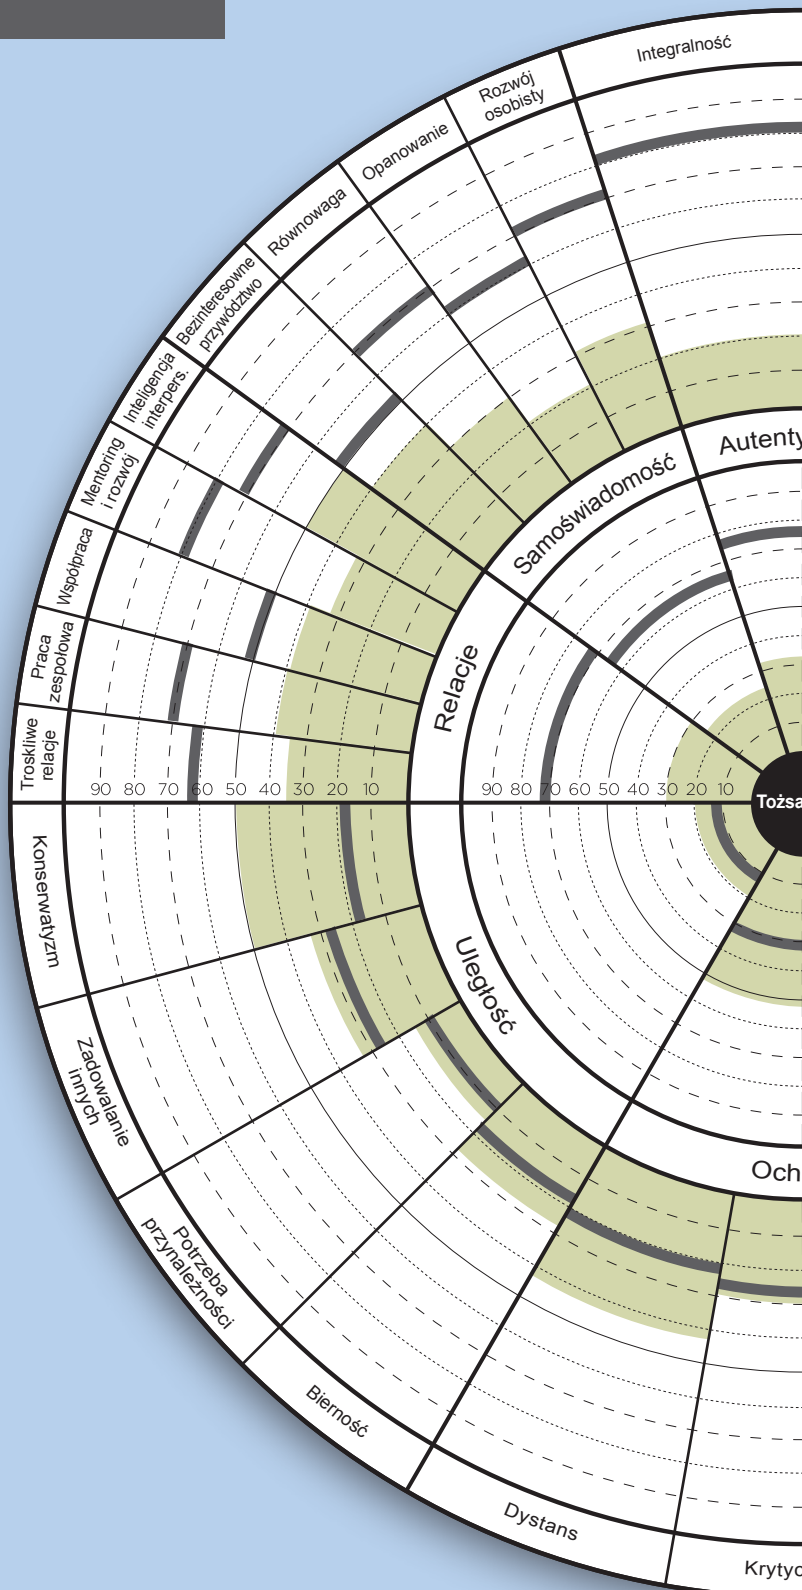 Integralność
Rozwój
osobisty
Opanowanie
Równowaga
Bezinteresowne
przywództwo
Inteligencja
interpers.
Mentoring
i rozwój
Współpraca
Praca
zespołowa
Troskliwe
relacje
Autenty
Samoświadomość
Relacje
90 80 70 60 50 40 30 20 10
90 80 70 60 50 40 30 20 10
Tożsa
Konserwatyzm
Uległość
Zadowalanie
innych
Potrzeba
przynależności
Bierność
Och
Dystans
Krytyc